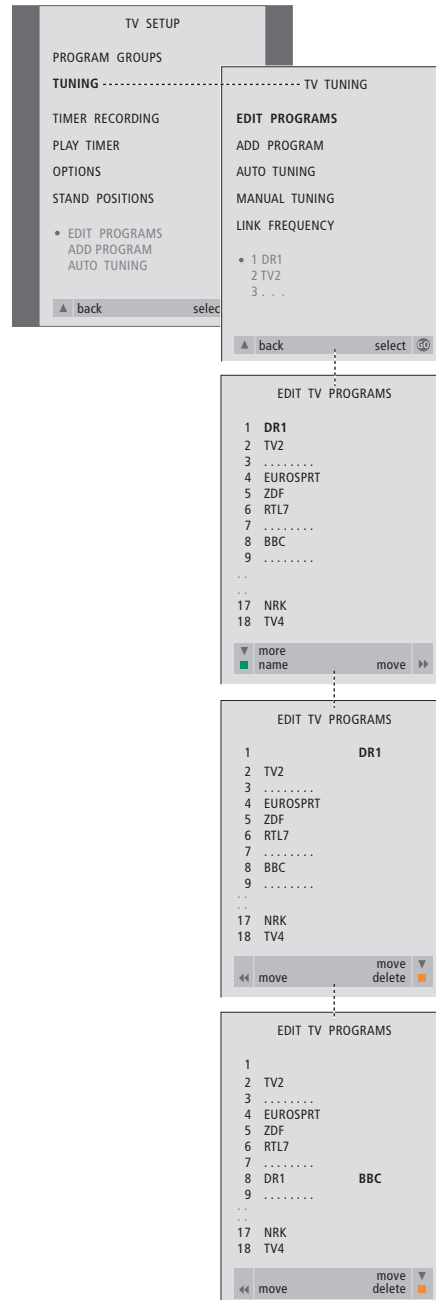 TV SETUP
PROGRAM GROUPS
TUNING
TIMER RECORDING
PLAY TIMER
OPTIONS
STAND POSITIONS
• EDIT PROGRAMS
ADD PROGRAM
AUTO TUNING
▲ back selec
TV TUNING
EDIT PROGRAMS
ADD PROGRAM
AUTO TUNING
MANUAL TUNING
LINK FREQUENCY
• 1 DR1
2 TV2
3 . . .
▲ back select GO
EDIT TV PROGRAMS
1 DR1
2 TV2
3 . . . . . . . .
4 EUROSPRT
5 ZDF
6 RTL7
7 . . . . . . . .
8 BBC
9 . . . . . . . .
. .
. .
17 NRK
18 TV4
▼ more
name move
EDIT TV PROGRAMS
1 DR1
2 TV2
3 . . . . . . . .
4 EUROSPRT
5 ZDF
6 RTL7
7 . . . . . . . .
8 BBC
9 . . . . . . . .
. .
. .
17 NRK
18 TV4
move ▼
move delete
EDIT TV PROGRAMS
1
2 TV2
3 . . . . . . . .
4 EUROSPRT
5 ZDF
6 RTL7
7 . . . . . . . .
8 DR1 BBC
9 . . . . . . . .
. .
. .
17 NRK
18 TV4
move ▼
move delete